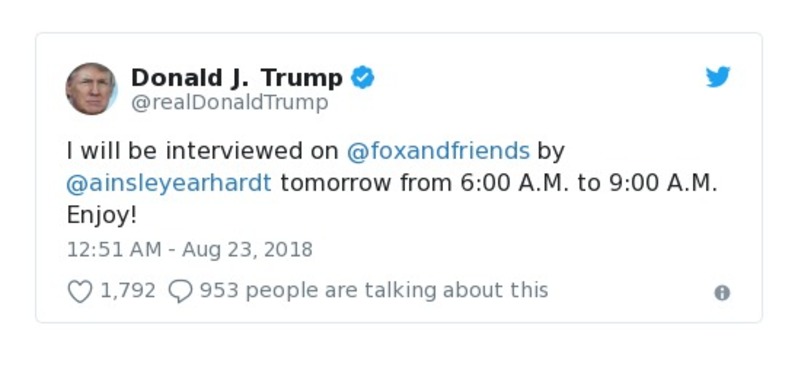 Donald J. Trump
@realDonaldTrump
I will be interviewed on @foxandfriends by
@ainsleyearhardt tomorrow from 6:00 A.M. to 9:00 A.M.
Enjoy!
12:51 AM - Aug 23, 2018
1,792 953 people are talking about this